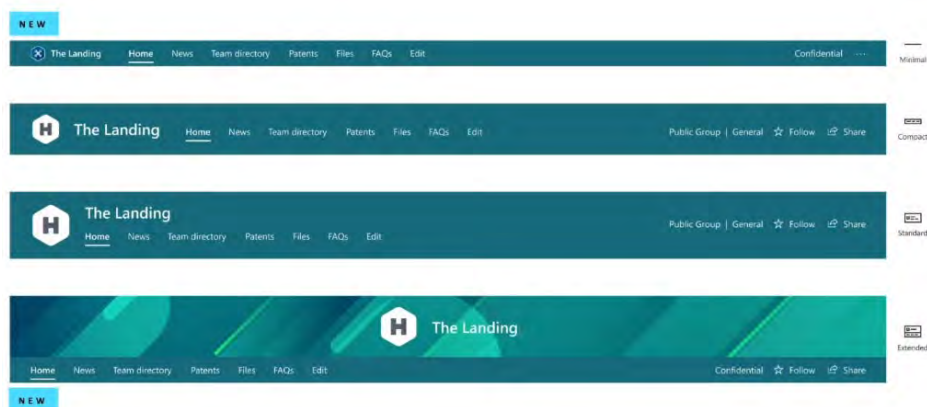 NEW
The Landing Home News Team directory Patents Files FAQs Edit Confidential ...
Minimal
H The Landing Home News Team directory Patents Files FAQs Edit Public Group | General Follow Share
Compact
The Landing
H Home News Team directory Patents Files FAQs Edit Public Group | General Follow Share
Standard
H The Landing
Extended
Home News Team directory Patents Files FAQs Edit Confidential Follow Share
NEW